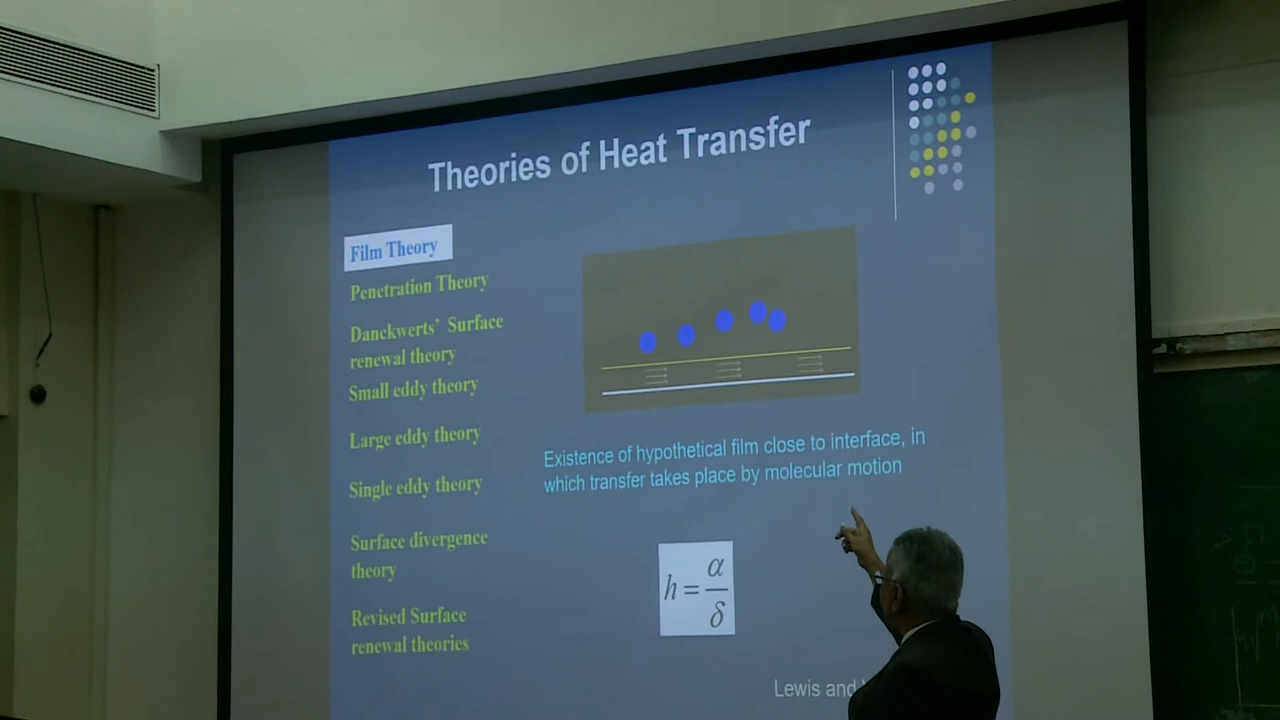 Theories of Heat Transfer
Film Theory
Penetration Theory
Danckwerts' Surface
renewal theory
Small eddy theory
Large eddy theory
Single eddy theory
Surface divergence
theory
Revised Surface
renewal theories
Existence of hypothetical film close to interface, in
which transfer takes place by molecular motion
h = α/δ
Lewis and